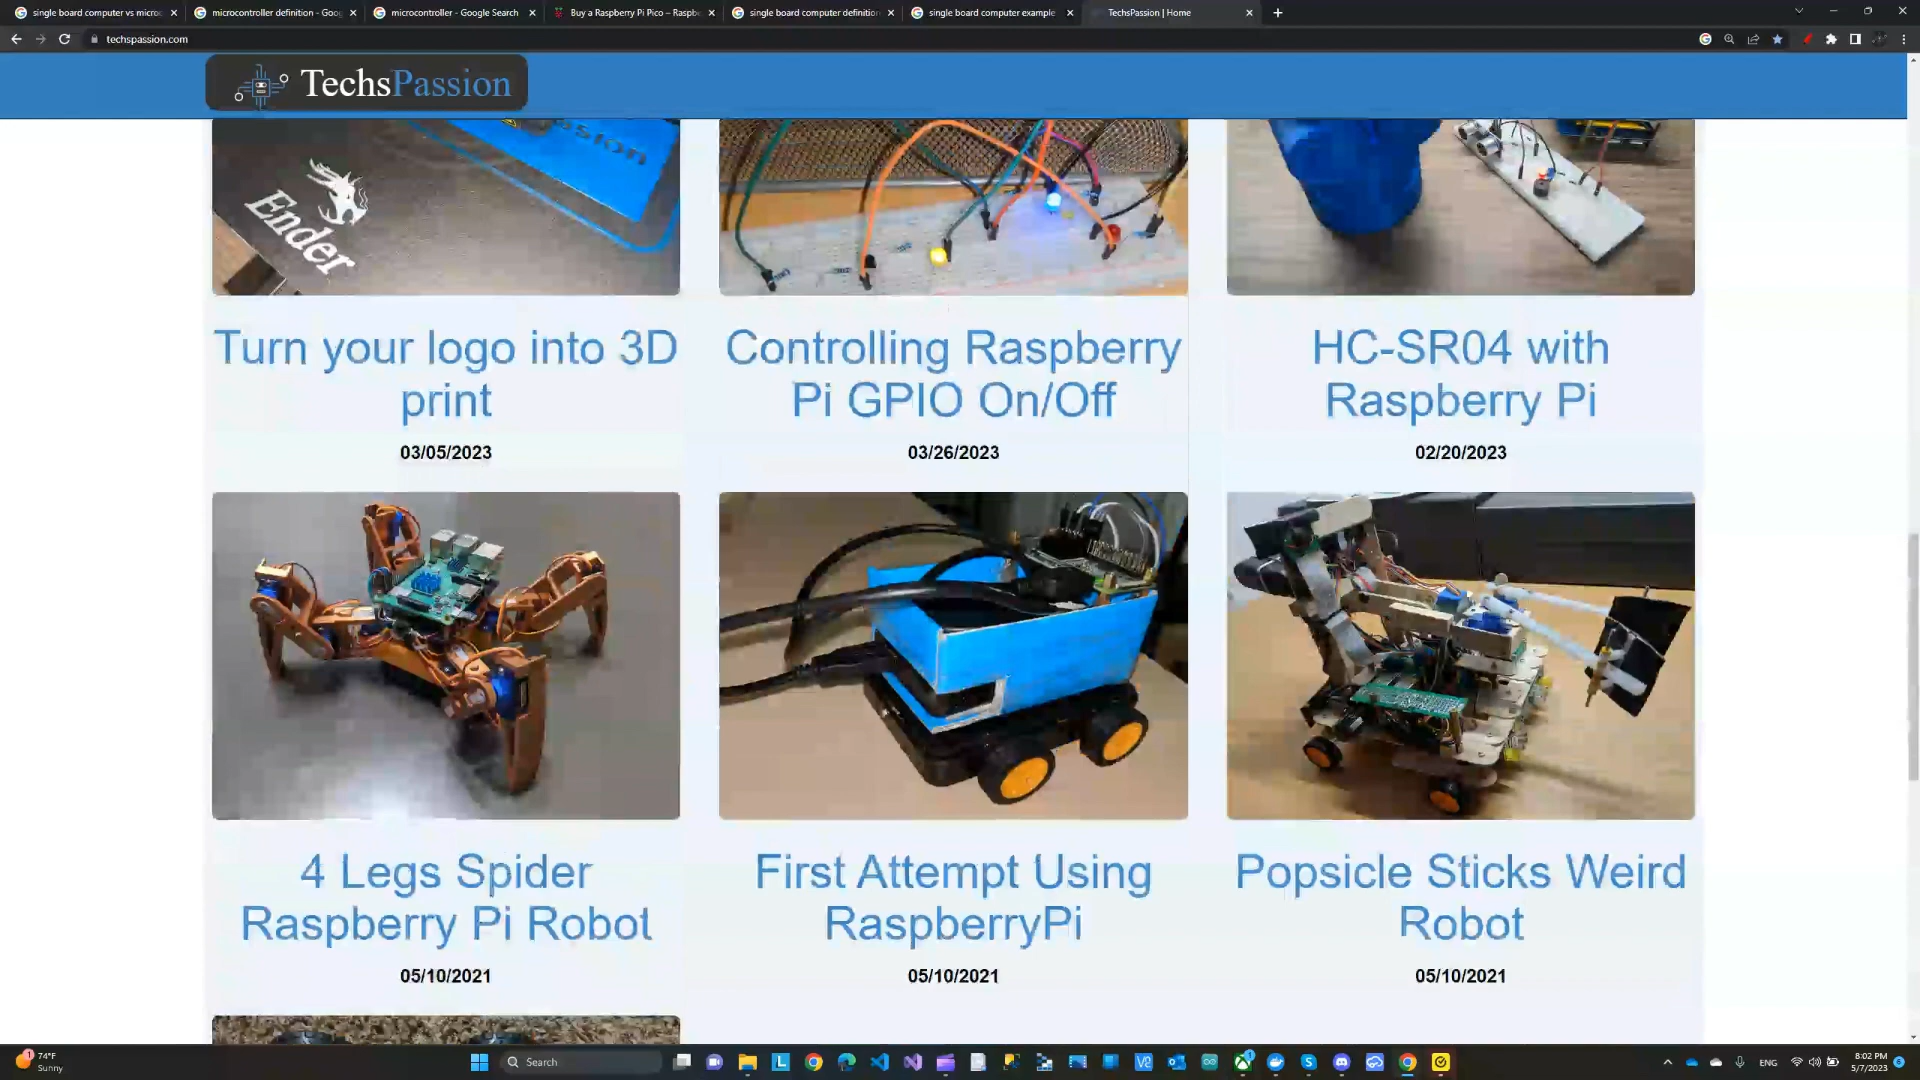 single board computer vs micro
microcontroller definition - Goog
microcontroller - Google Search
Buy a Raspberry Pi Pico – Raspb
single board computer definition
single board computer example
TechsPassion | Home
techspassion.com
TechsPassion
Ender
Turn your logo into 3D
print
03/05/2023
Controlling Raspberry
Pi GPIO On/Off
03/26/2023
HC-SR04 with
Raspberry Pi
02/20/2023
4 Legs Spider
Raspberry Pi Robot
05/10/2021
First Attempt Using
RaspberryPi
05/10/2021
Popsicle Sticks Weird
Robot
05/10/2021
74°F
Sunny
Search
ENG
8:02 PM
5/7/2023